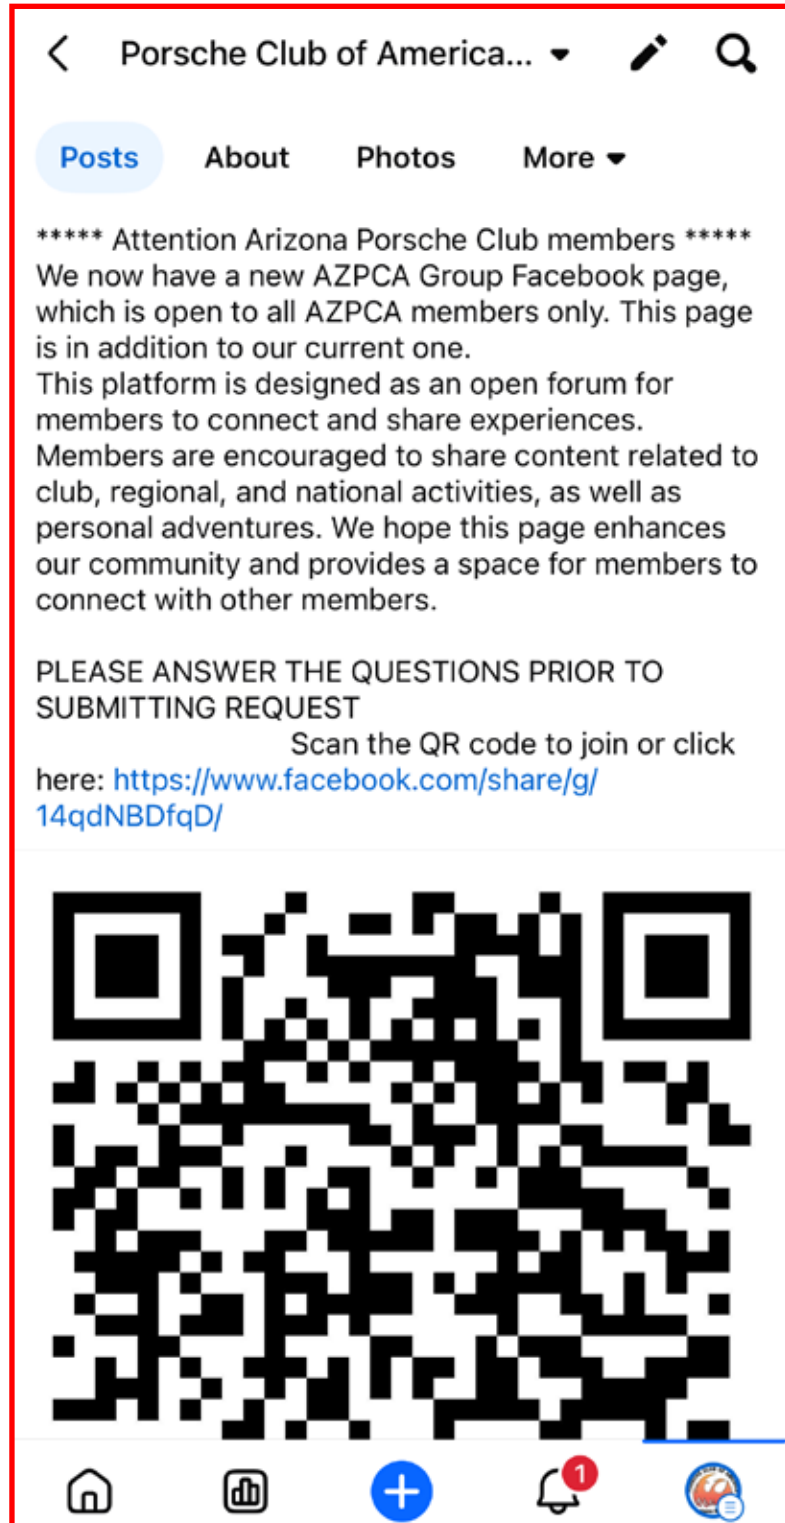 Porsche Club of America...
Posts About Photos More
***** Attention Arizona Porsche Club members *****
We now have a new AZPCA Group Facebook page,
which is open to all AZPCA members only. This page
is in addition to our current one.
This platform is designed as an open forum for
members to connect and share experiences.
Members are encouraged to share content related to
club, regional, and national activities, as well as
personal adventures. We hope this page enhances
our community and provides a space for members to
connect with other members.
PLEASE ANSWER THE QUESTIONS PRIOR TO
SUBMITTING REQUEST
Scan the QR code to join or click
here: https://www.facebook.com/share/g/
14qdNBDfqD/
1